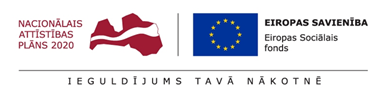 NACIONĀLAIS
ATTĪSTĪBAS
PLĀNS 2020
EIROPAS SAVIENĪBA
Eiropas Sociālais
fonds
IEGULDĪJUMS TAVĀ NĀKOTNĒ